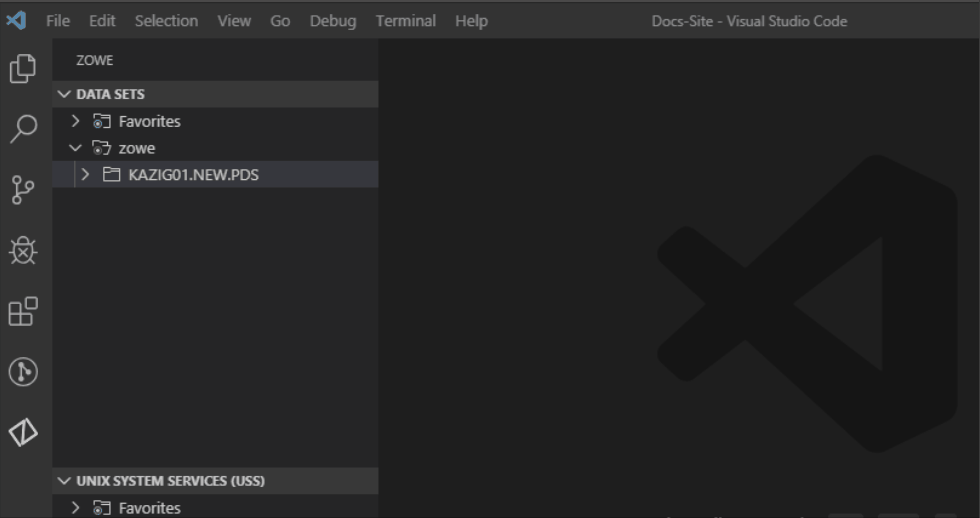 File Edit Selection View Go Debug Terminal Help Docs-Site - Visual Studio Code
ZOWE
DATA SETS
Favorites
zowe
KAZIG01.NEW.PDS
UNIX SYSTEM SERVICES (USS)
Favorites